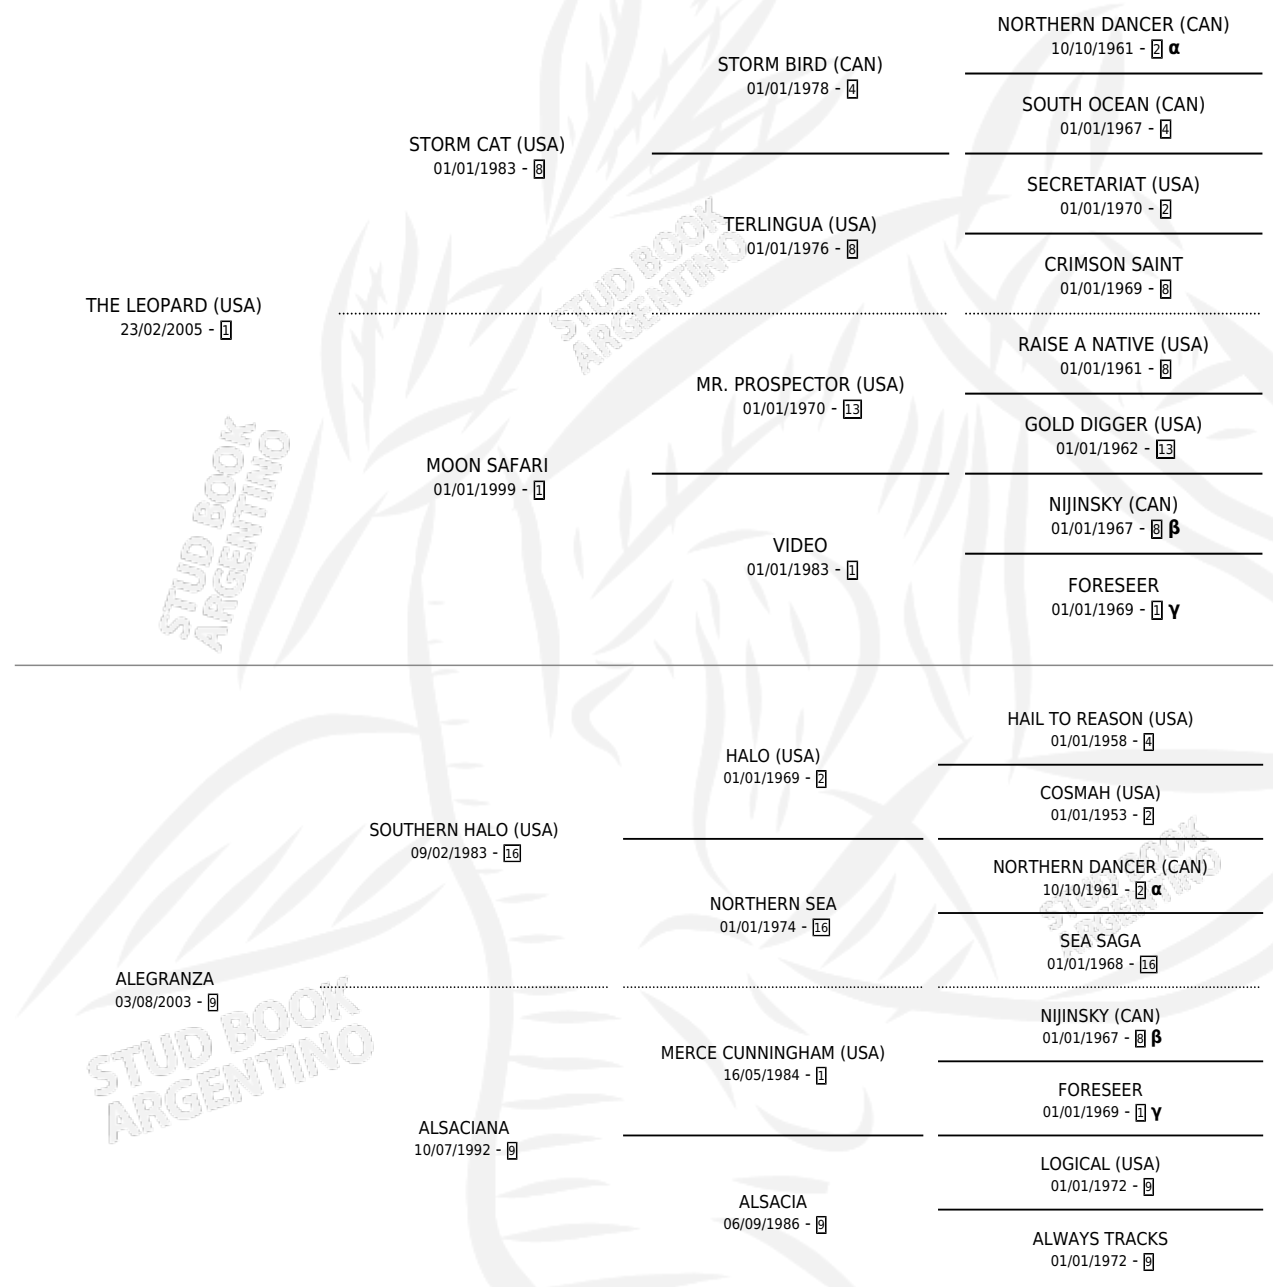 NORTHERN DANCER (CAN)
10/10/1961 - 2 α
STORM BIRD (CAN)
01/01/1978 - 4
SOUTH OCEAN (CAN)
01/01/1967 - 4
STORM CAT (USA)
01/01/1983 - 8
SECRETARIAT (USA)
01/01/1970 - 2
TERLINGUA (USA)
01/01/1976 - 8
CRIMSON SAINT
01/01/1969 - 8
THE LEOPARD (USA)
23/02/2005 - 1
STUD BOOK
ARGENTINO
RAISE A NATIVE (USA)
01/01/1961 - 8
MR. PROSPECTOR (USA)
01/01/1970 - 13
GOLD DIGGER (USA)
01/01/1962 - 13
MOON SAFARI
01/01/1999 - 1
NIJINSKY (CAN)
01/01/1967 - 8 β
VIDEO
01/01/1983 - 1
FORESEER
01/01/1969 - 1 γ
STUD BOOK
ARGENTINO
HAIL TO REASON (USA)
01/01/1958 - 4
HALO (USA)
01/01/1969 - 2
COSMAH (USA)
01/01/1953 - 2
SOUTHERN HALO (USA)
09/02/1983 - 16
NORTHERN DANCER (CAN)
10/10/1961 - 2 α
NORTHERN SEA
01/01/1974 - 16
STUD BOOK
ARGENTINO
SEA SAGA
01/01/1968 - 16
ALEGRANZA
03/08/2003 - 9
STUD BOOK
ARGENTINO
NIJINSKY (CAN)
01/01/1967 - 8 β
MERCE CUNNINGHAM (USA)
16/05/1984 - 1
FORESEER
01/01/1969 - 1 γ
ALSACIANA
10/07/1992 - 9
LOGICAL (USA)
01/01/1972 - 9
ALSACIA
06/09/1986 - 9
ALWAYS TRACKS
01/01/1972 - 9